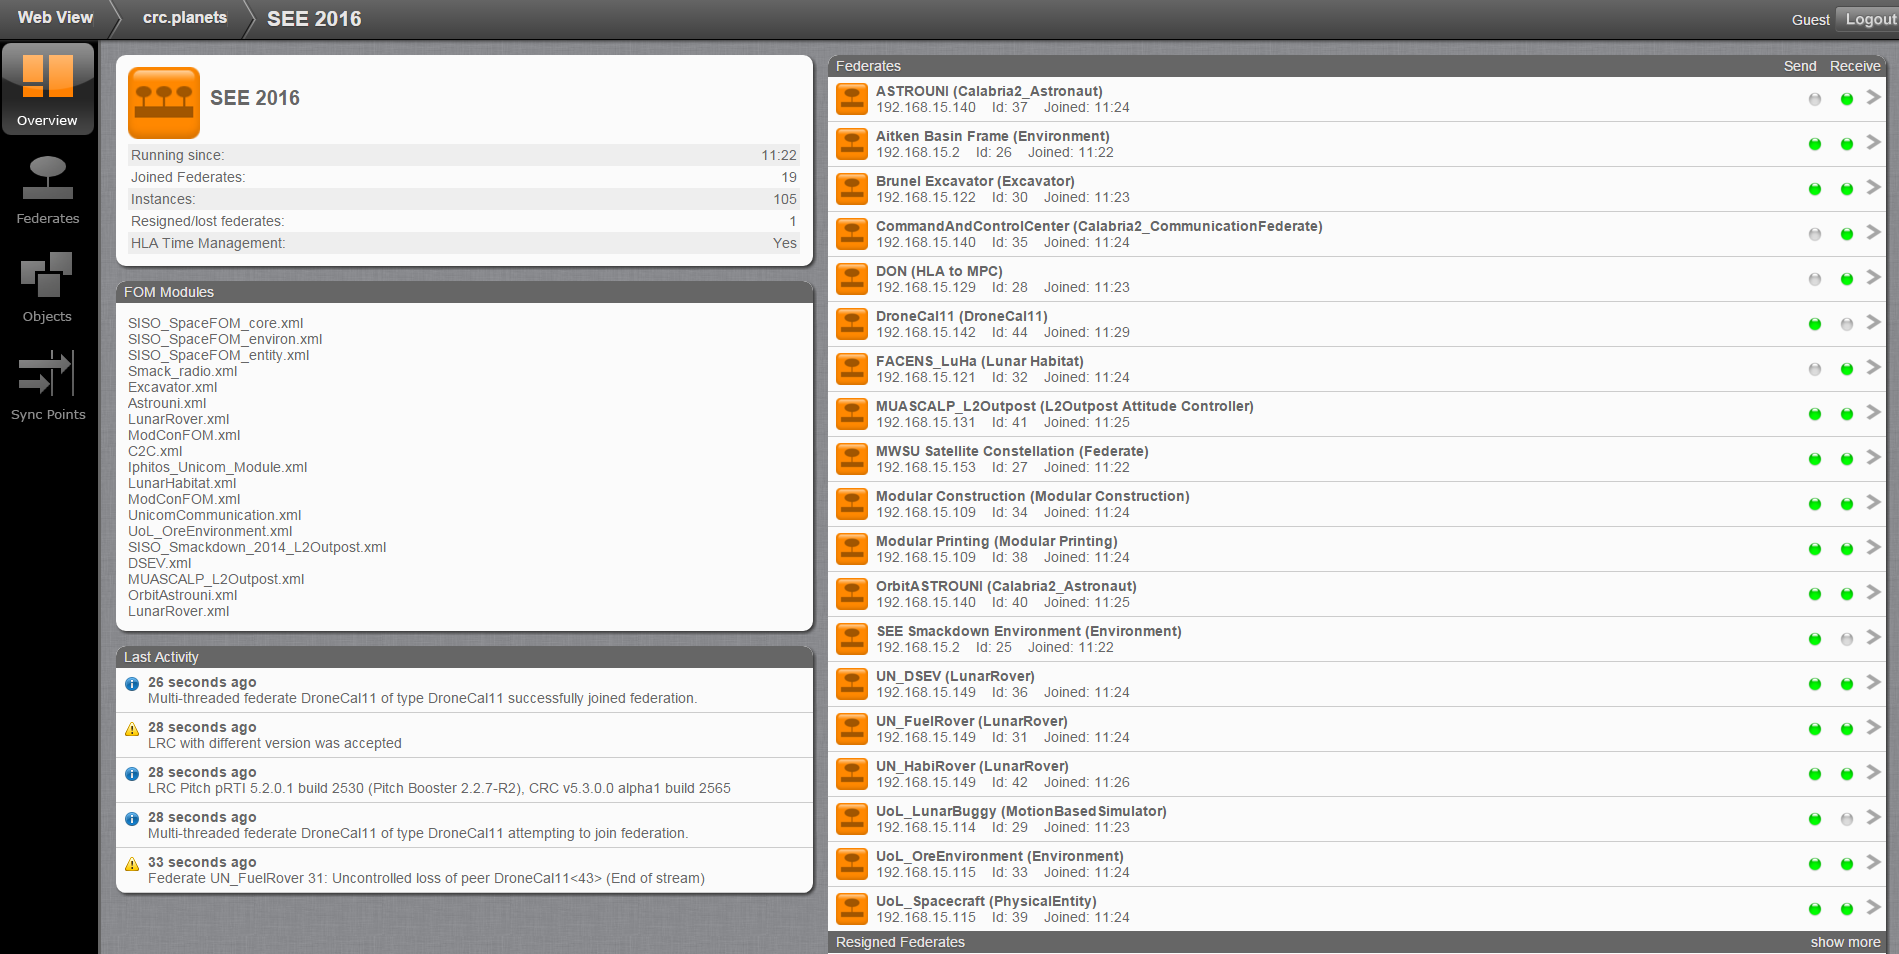 Web View
crc.planets
SEE 2016
Guest
Logout
Overview
Federates
Objects
Sync Points
SEE 2016
Running since: 11:22
Joined Federates: 19
Instances: 105
Resigned/lost federates: 1
HLA Time Management: Yes
FOM Modules
SISO_SpaceFOM_core.xml
SISO_SpaceFOM_environ.xml
SISO_SpaceFOM_entity.xml
Smack_radio.xml
Excavator.xml
Astrouni.xml
LunarRover.xml
ModConFOM.xml
C2C.xml
Iphitos_Unicom_Module.xml
LunarHabitat.xml
ModConFOM.xml
UnicomCommunication.xml
UoL_OreEnvironment.xml
SISO_Smackdown_2014_L2Outpost.xml
DSEV.xml
MUASCALP_L2Outpost.xml
OrbitAstrouni.xml
LunarRover.xml
Last Activity
26 seconds ago
Multi-threaded federate DroneCal11 of type DroneCal11 successfully joined federation.
28 seconds ago
LRC with different version was accepted
28 seconds ago
LRC Pitch pRTI 5.2.0.1 build 2530 (Pitch Booster 2.2.7-R2), CRC v5.3.0.0 alpha1 build 2565
28 seconds ago
Multi-threaded federate DroneCal11 of type DroneCal11 attempting to join federation.
33 seconds ago
Federate UN_FuelRover 31: Uncontrolled loss of peer DroneCal11<43> (End of stream)
Federates Send Receive
ASTROUNI (Calabria2_Astronaut)
192.168.15.140 Id: 37 Joined: 11:24
Aitken Basin Frame (Environment)
192.168.15.2 Id: 26 Joined: 11:22
Brunel Excavator (Excavator)
192.168.15.122 Id: 30 Joined: 11:23
CommandAndControlCenter (Calabria2_CommunicationFederate)
192.168.15.140 Id: 35 Joined: 11:24
DON (HLA to MPC)
192.168.15.129 Id: 28 Joined: 11:23
DroneCal11 (DroneCal11)
192.168.15.142 Id: 44 Joined: 11:29
FACENS_LuHa (Lunar Habitat)
192.168.15.121 Id: 32 Joined: 11:24
MUASCALP_L2Outpost (L2Outpost Attitude Controller)
192.168.15.131 Id: 41 Joined: 11:25
MWSU Satellite Constellation (Federate)
192.168.15.153 Id: 27 Joined: 11:22
Modular Construction (Modular Construction)
192.168.15.109 Id: 34 Joined: 11:24
Modular Printing (Modular Printing)
192.168.15.109 Id: 38 Joined: 11:24
OrbitASTROUNI (Calabria2_Astronaut)
192.168.15.140 Id: 40 Joined: 11:25
SEE Smackdown Environment (Environment)
192.168.15.2 Id: 25 Joined: 11:22
UN_DSEV (LunarRover)
192.168.15.149 Id: 36 Joined: 11:24
UN_FuelRover (LunarRover)
192.168.15.149 Id: 31 Joined: 11:24
UN_HabiRover (LunarRover)
192.168.15.149 Id: 42 Joined: 11:26
UoL_LunarBuggy (MotionBasedSimulator)
192.168.15.114 Id: 29 Joined: 11:23
UoL_OreEnvironment (Environment)
192.168.15.115 Id: 33 Joined: 11:24
UoL_Spacecraft (PhysicalEntity)
192.168.15.115 Id: 39 Joined: 11:24
Resigned Federates show more